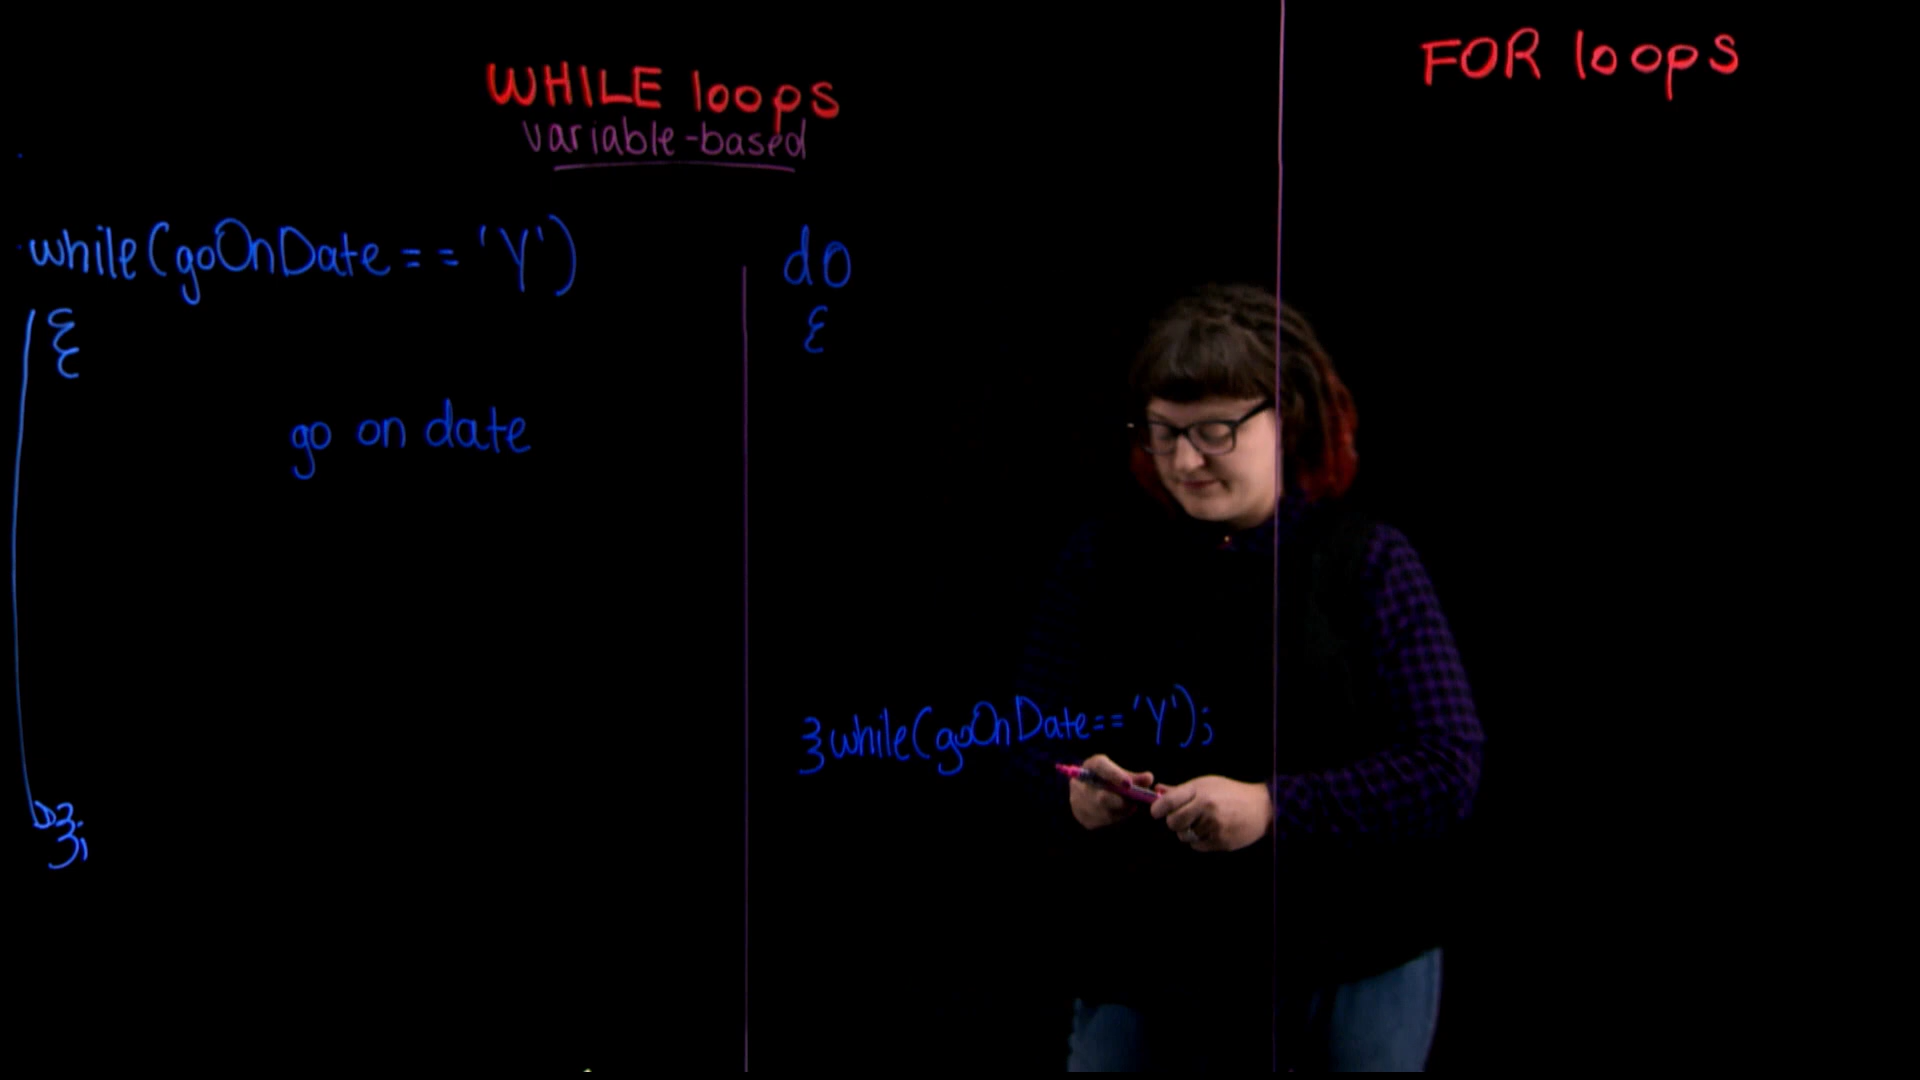 WHILE loops
variable-based
while(goOnDate == 'Y')
{
go on date
};
do
{
}while(goOnDate == 'Y');
FOR loops